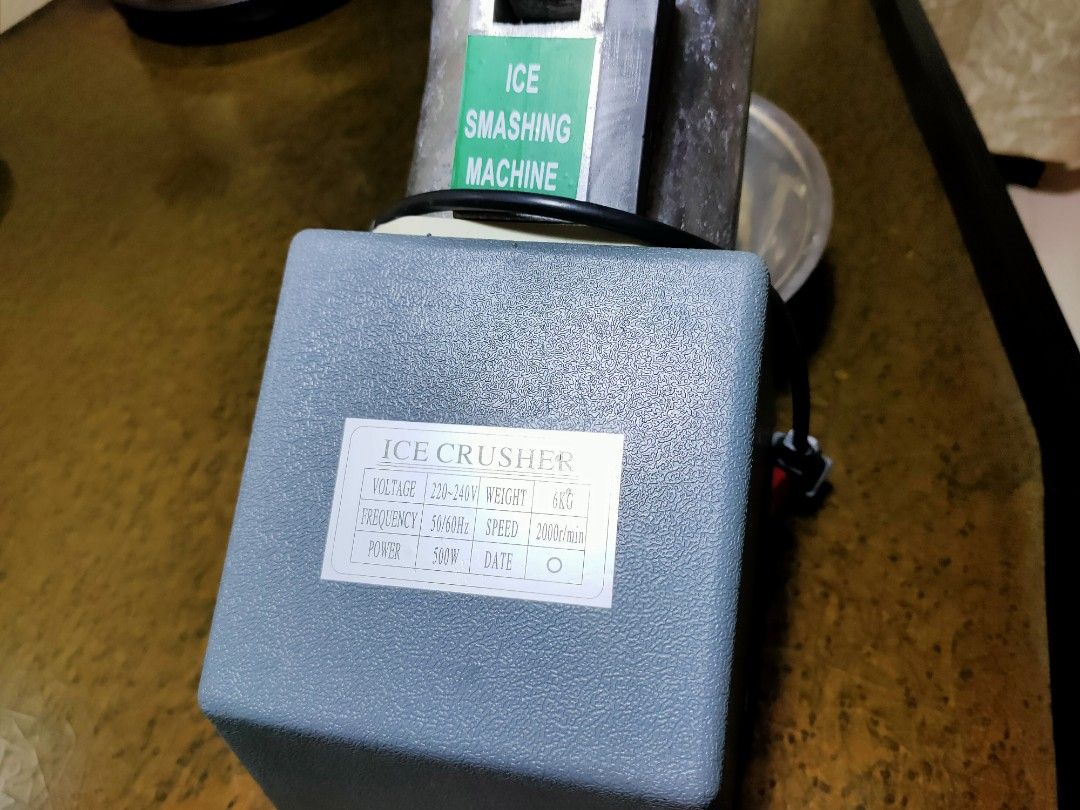 ICE
SMASHING
MACHINE
ICE CRUSHER
VOLTAGE 220~240V WEIGHT 6KG
FREQUENCY 50/60Hz SPEED 2000r/min
POWER 500W DATE